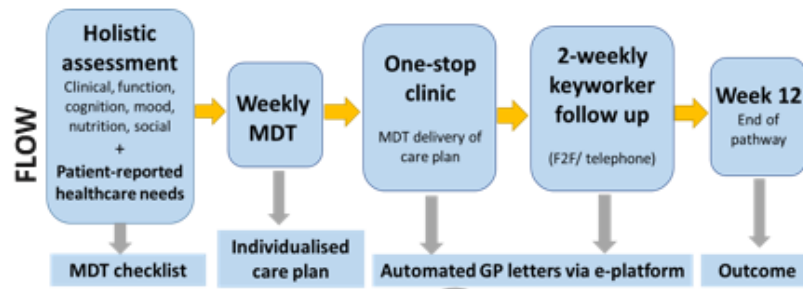 FLOW
Holistic
assessment
Clinical, function,
cognition, mood,
nutrition, social
+
Patient-reported
healthcare needs
Weekly
MDT
One-stop
clinic
MDT delivery of
care plan
2-weekly
keyworker
follow up
(F2F/ telephone)
Week 12
End of
pathway
MDT checklist
Individualised
care plan
Automated GP letters via e-platform
Outcome